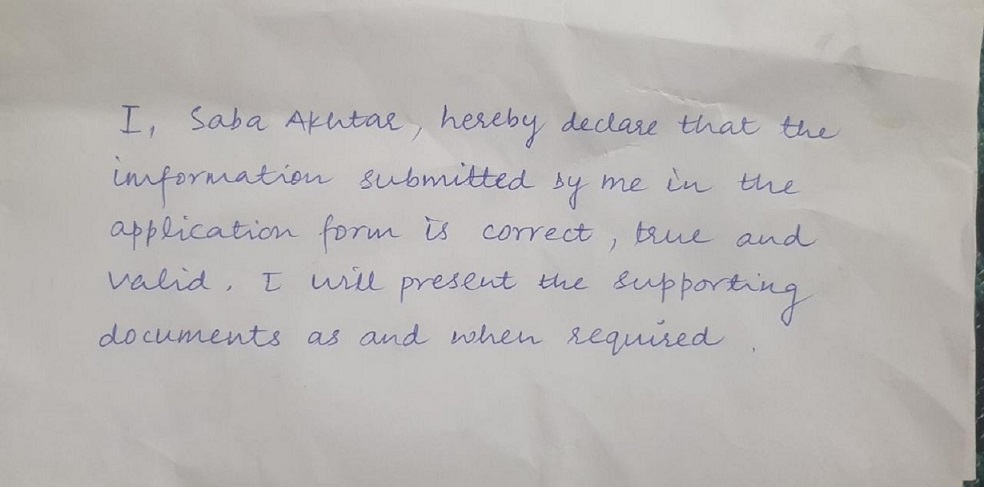 I, Saba Akhtar, hereby declare that the
information submitted by me in the
application form is correct, true and
valid. I will present the supporting
documents as and when required.